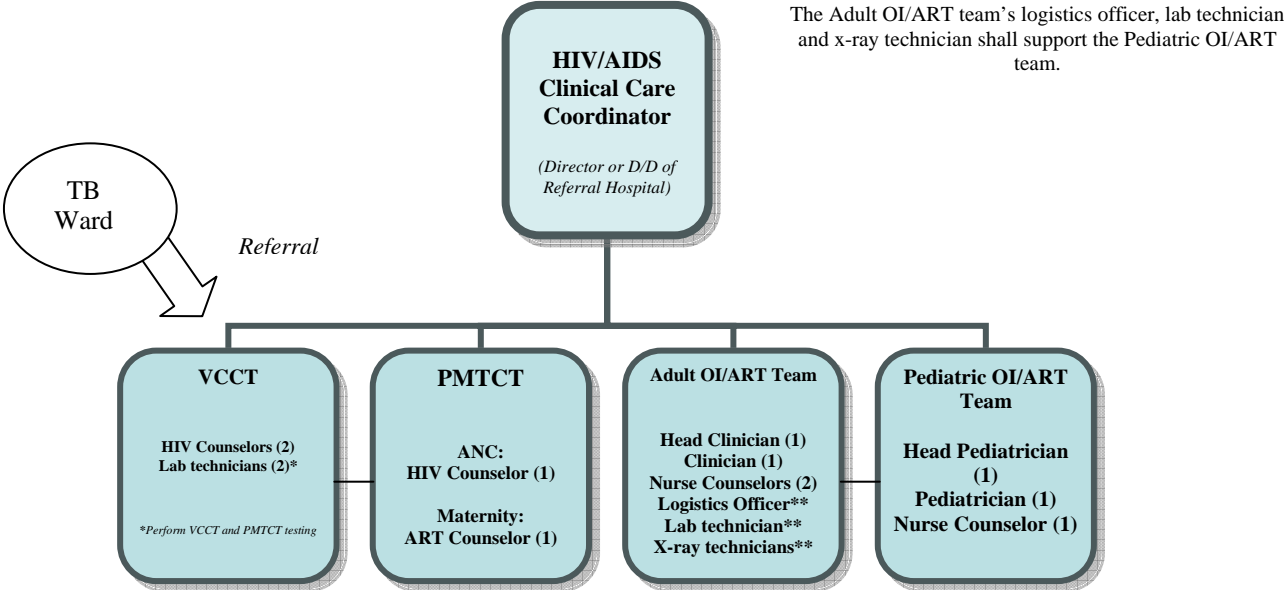 The Adult OI/ART team’s logistics officer, lab technician
and x-ray technician shall support the Pediatric OI/ART
team.
HIV/AIDS
Clinical Care
Coordinator
(Director or D/D of
Referral Hospital)
TB
Ward
Referral
VCCT
HIV Counselors (2)
Lab technicians (2)*
*Perform VCCT and PMTCT testing
PMTCT
ANC:
HIV Counselor (1)
Maternity:
ART Counselor (1)
Adult OI/ART Team
Head Clinician (1)
Clinician (1)
Nurse Counselors (2)
Logistics Officer**
Lab technician**
X-ray technicians**
Pediatric OI/ART
Team
Head Pediatrician
(1)
Pediatrician (1)
Nurse Counselor (1)